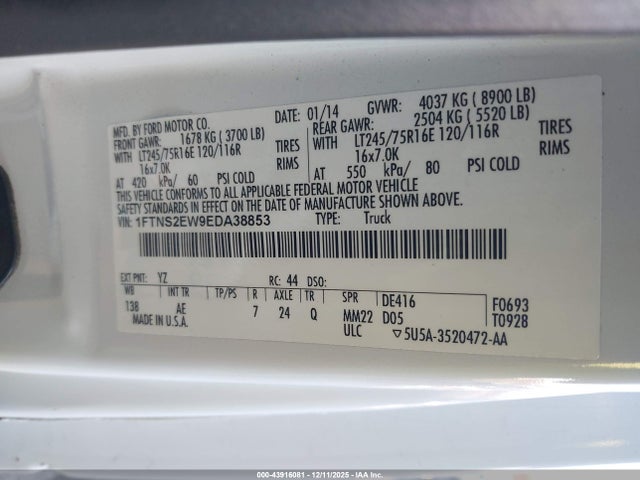 MFD. BY FORD MOTOR CO.
DATE: 01/14 GVWR: 4037 KG ( 8900 LB)
FRONT GAWR: 1678 KG ( 3700 LB) REAR GAWR: 2504 KG ( 5520 LB)
WITH LT245/75R16E 120/116R TIRES WITH LT245/75R16E 120/116R TIRES
16x7.0K RIMS 16x7.0K RIMS
AT 420 kPa/ 60 PSI COLD AT 550 kPa/ 80 PSI COLD
THIS VEHICLE CONFORMS TO ALL APPLICABLE FEDERAL MOTOR VEHICLE
SAFETY STANDARDS IN EFFECT ON THE DATE OF MANUFACTURE SHOWN ABOVE.
VIN: 1FTNS2EW9EDA38853 TYPE: Truck
EXT PNT: YZ RC: 44 DSO:
WB INT TR TP/PS R AXLE TR SPR DE416 F0693
138 AE 7 24 Q MM22 D05 T0928
MADE IN U.S.A. ULC ▽5U5A-3520472-AA
000-43916081 - 12/11/2025 - IAA Inc.